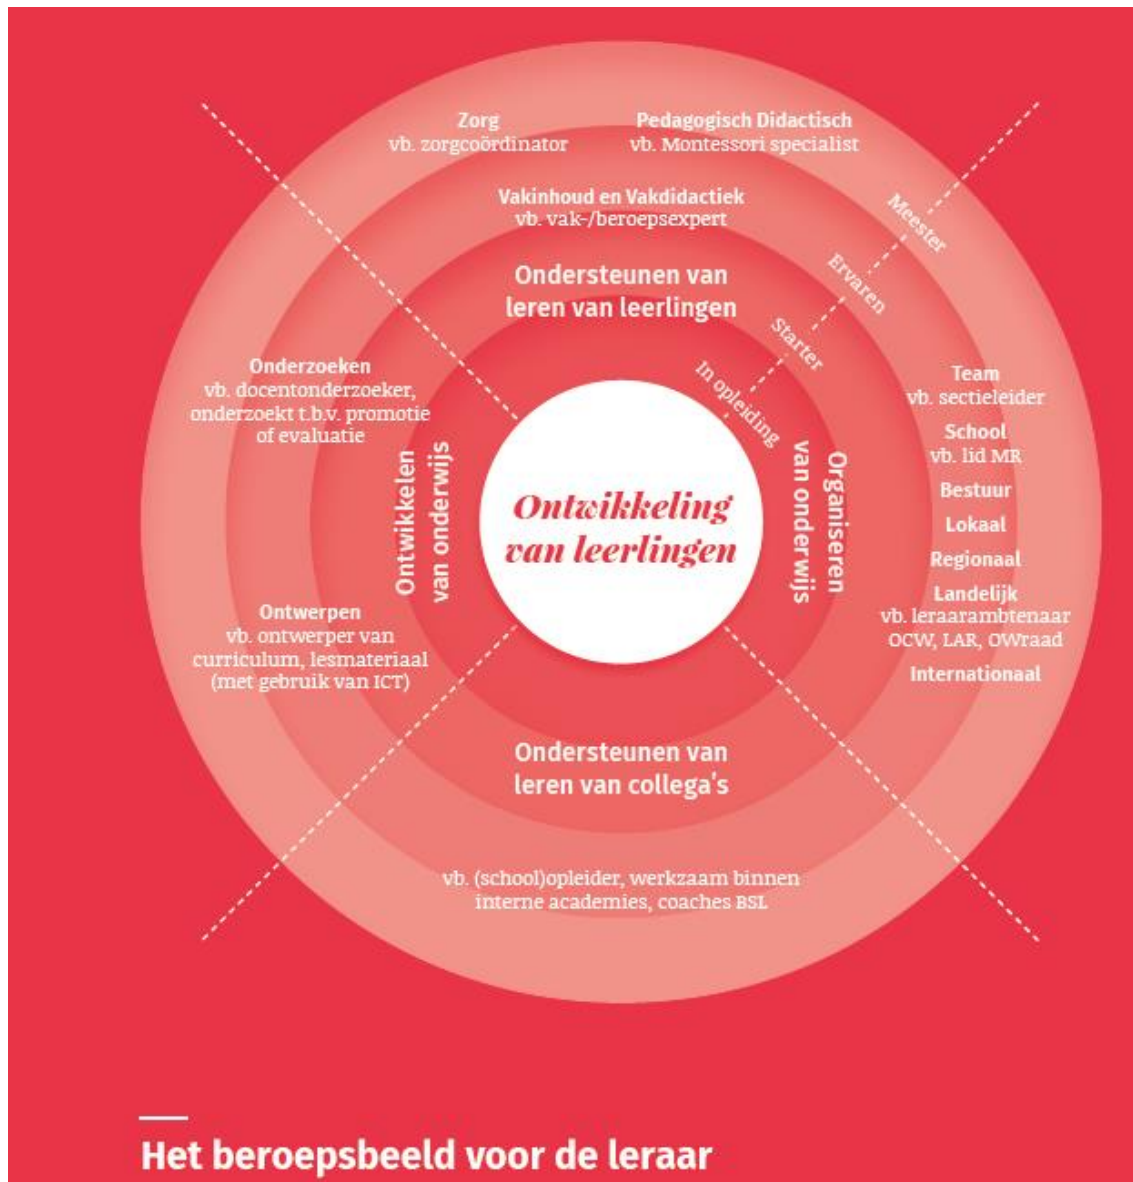 Zorg
vb. zorgcoördinator
Pedagogisch Didactisch
vb. Montessori specialist
Vakinhoud en Vakdidactiek
vb. vak-/beroepsexpert
Ondersteunen van
leren van leerlingen
Meester
Ervaren
Starter
In opleiding
Onderzoeken
vb. docentonderzoeker,
onderzoekt t.b.v. promotie
of evaluatie
Ontwerpen
vb. ontwerper van
curriculum, lesmateriaal
(met gebruik van ICT)
Ontwikkelen
van onderwijs
Ontwikkeling
van leerlingen
Organiseren
van onderwijs
Team
vb. sectieleider
School
vb. lid MR
Bestuur
Lokaal
Regionaal
Landelijk
vb. leraarambtenaar
OCW, LAR, OWraad
Internationaal
Ondersteunen van
leren van collega's
vb. (school)opleider, werkzaam binnen
interne academies, coaches BSL
Het beroepsbeeld voor de leraar